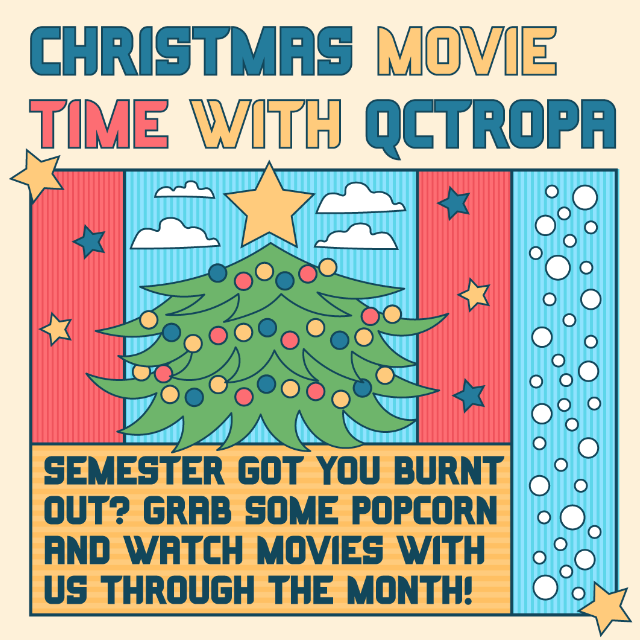 CHRISTMAS MOVIE
TIME WITH QCTROPA
SEMESTER GOT YOU BURNT
OUT? GRAB SOME POPCORN
AND WATCH MOVIES WITH
US THROUGH THE MONTH!